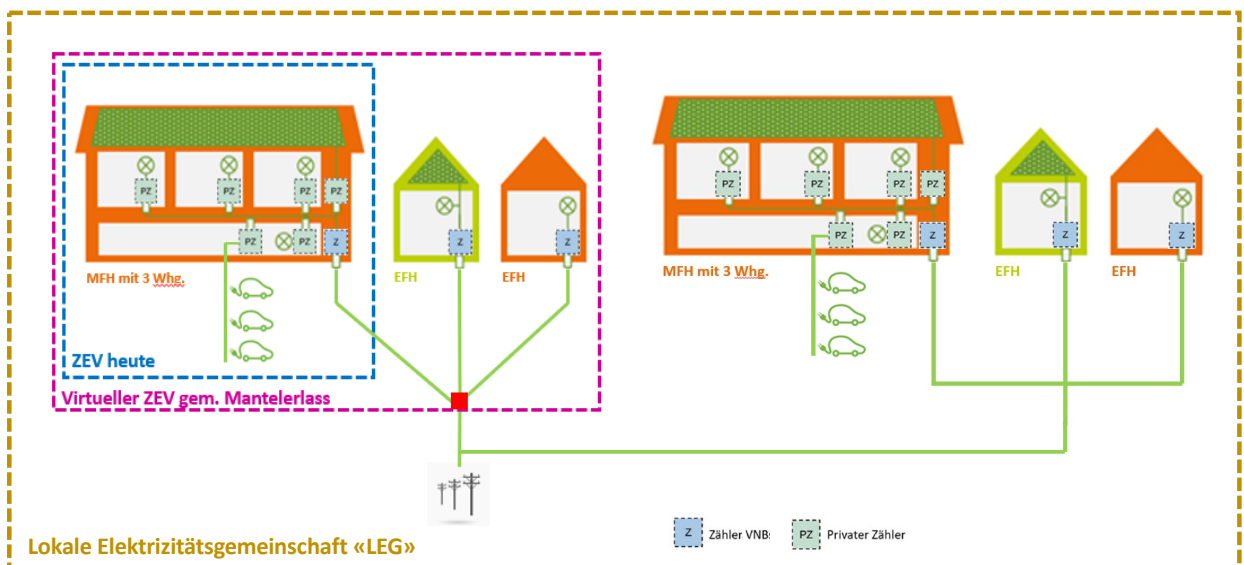 PZ PZ PZ PZ
PZ PZ Z
Z
Z
MFH mit 3 Whg.
EFH
EFH
ZEV heute
Virtueller ZEV gem. Mantelerlass
PZ PZ PZ PZ
PZ PZ Z
Z
Z
MFH mit 3 Whg.
EFH
EFH
Z Zähler VNB
PZ Privater Zähler
Lokale Elektrizitätsgemeinschaft «LEG»